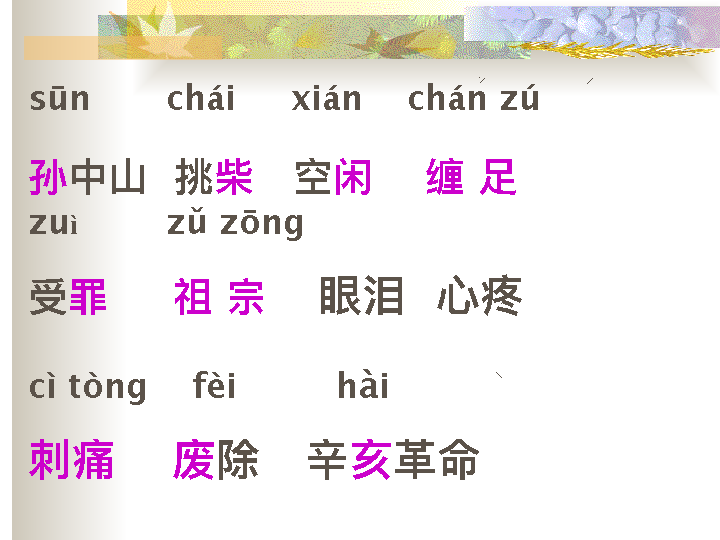 sūn chái xián chán zú
孙中山 挑柴 空闲 缠 足
zuì zǔ zōng
受罪 祖 宗 眼泪 心疼
cì tòng fèi hài
刺痛 废除 辛亥革命